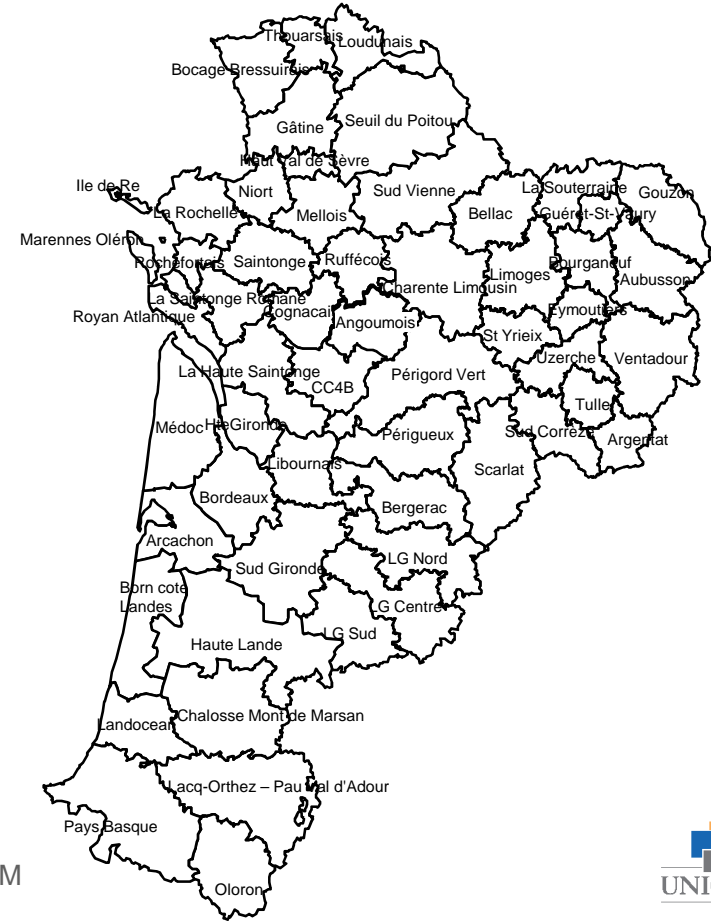 Thouarsais
Loudunais
Bocage Bressuirais
Seuil du Poitou
Gâtine
Haut Val de Sèvre
Ile de Re
Niort
Sud Vienne
La Souterraine
Gouzon
La Rochelle
Mellois
Bellac
Guéret-St-Vaury
Marennes Oléron
Rochefortais
Saintonge
Ruffécois
Bourganeuf
Charente Limousin
Limoges
Aubusson
La Saintonge Romane
Royan Atlantique
Cognacais
Angoumois
Eymoutiers
St Yrieix
Uzerche
Ventadour
La Haute Saintonge
CC4B
Périgord Vert
Tulle
Médoc
HteGironde
Périgueux
Sud Corrèze
Argentat
Libournais
Scarlat
Bordeaux
Bergerac
Arcachon
Sud Gironde
LG Nord
Born coté
Landes
LG Centre
LG Sud
Haute Lande
Landocean
Chalosse Mont de Marsan
Lacq-Orthez – Pau Val d'Adour
Pays Basque
M
Oloron
UNI